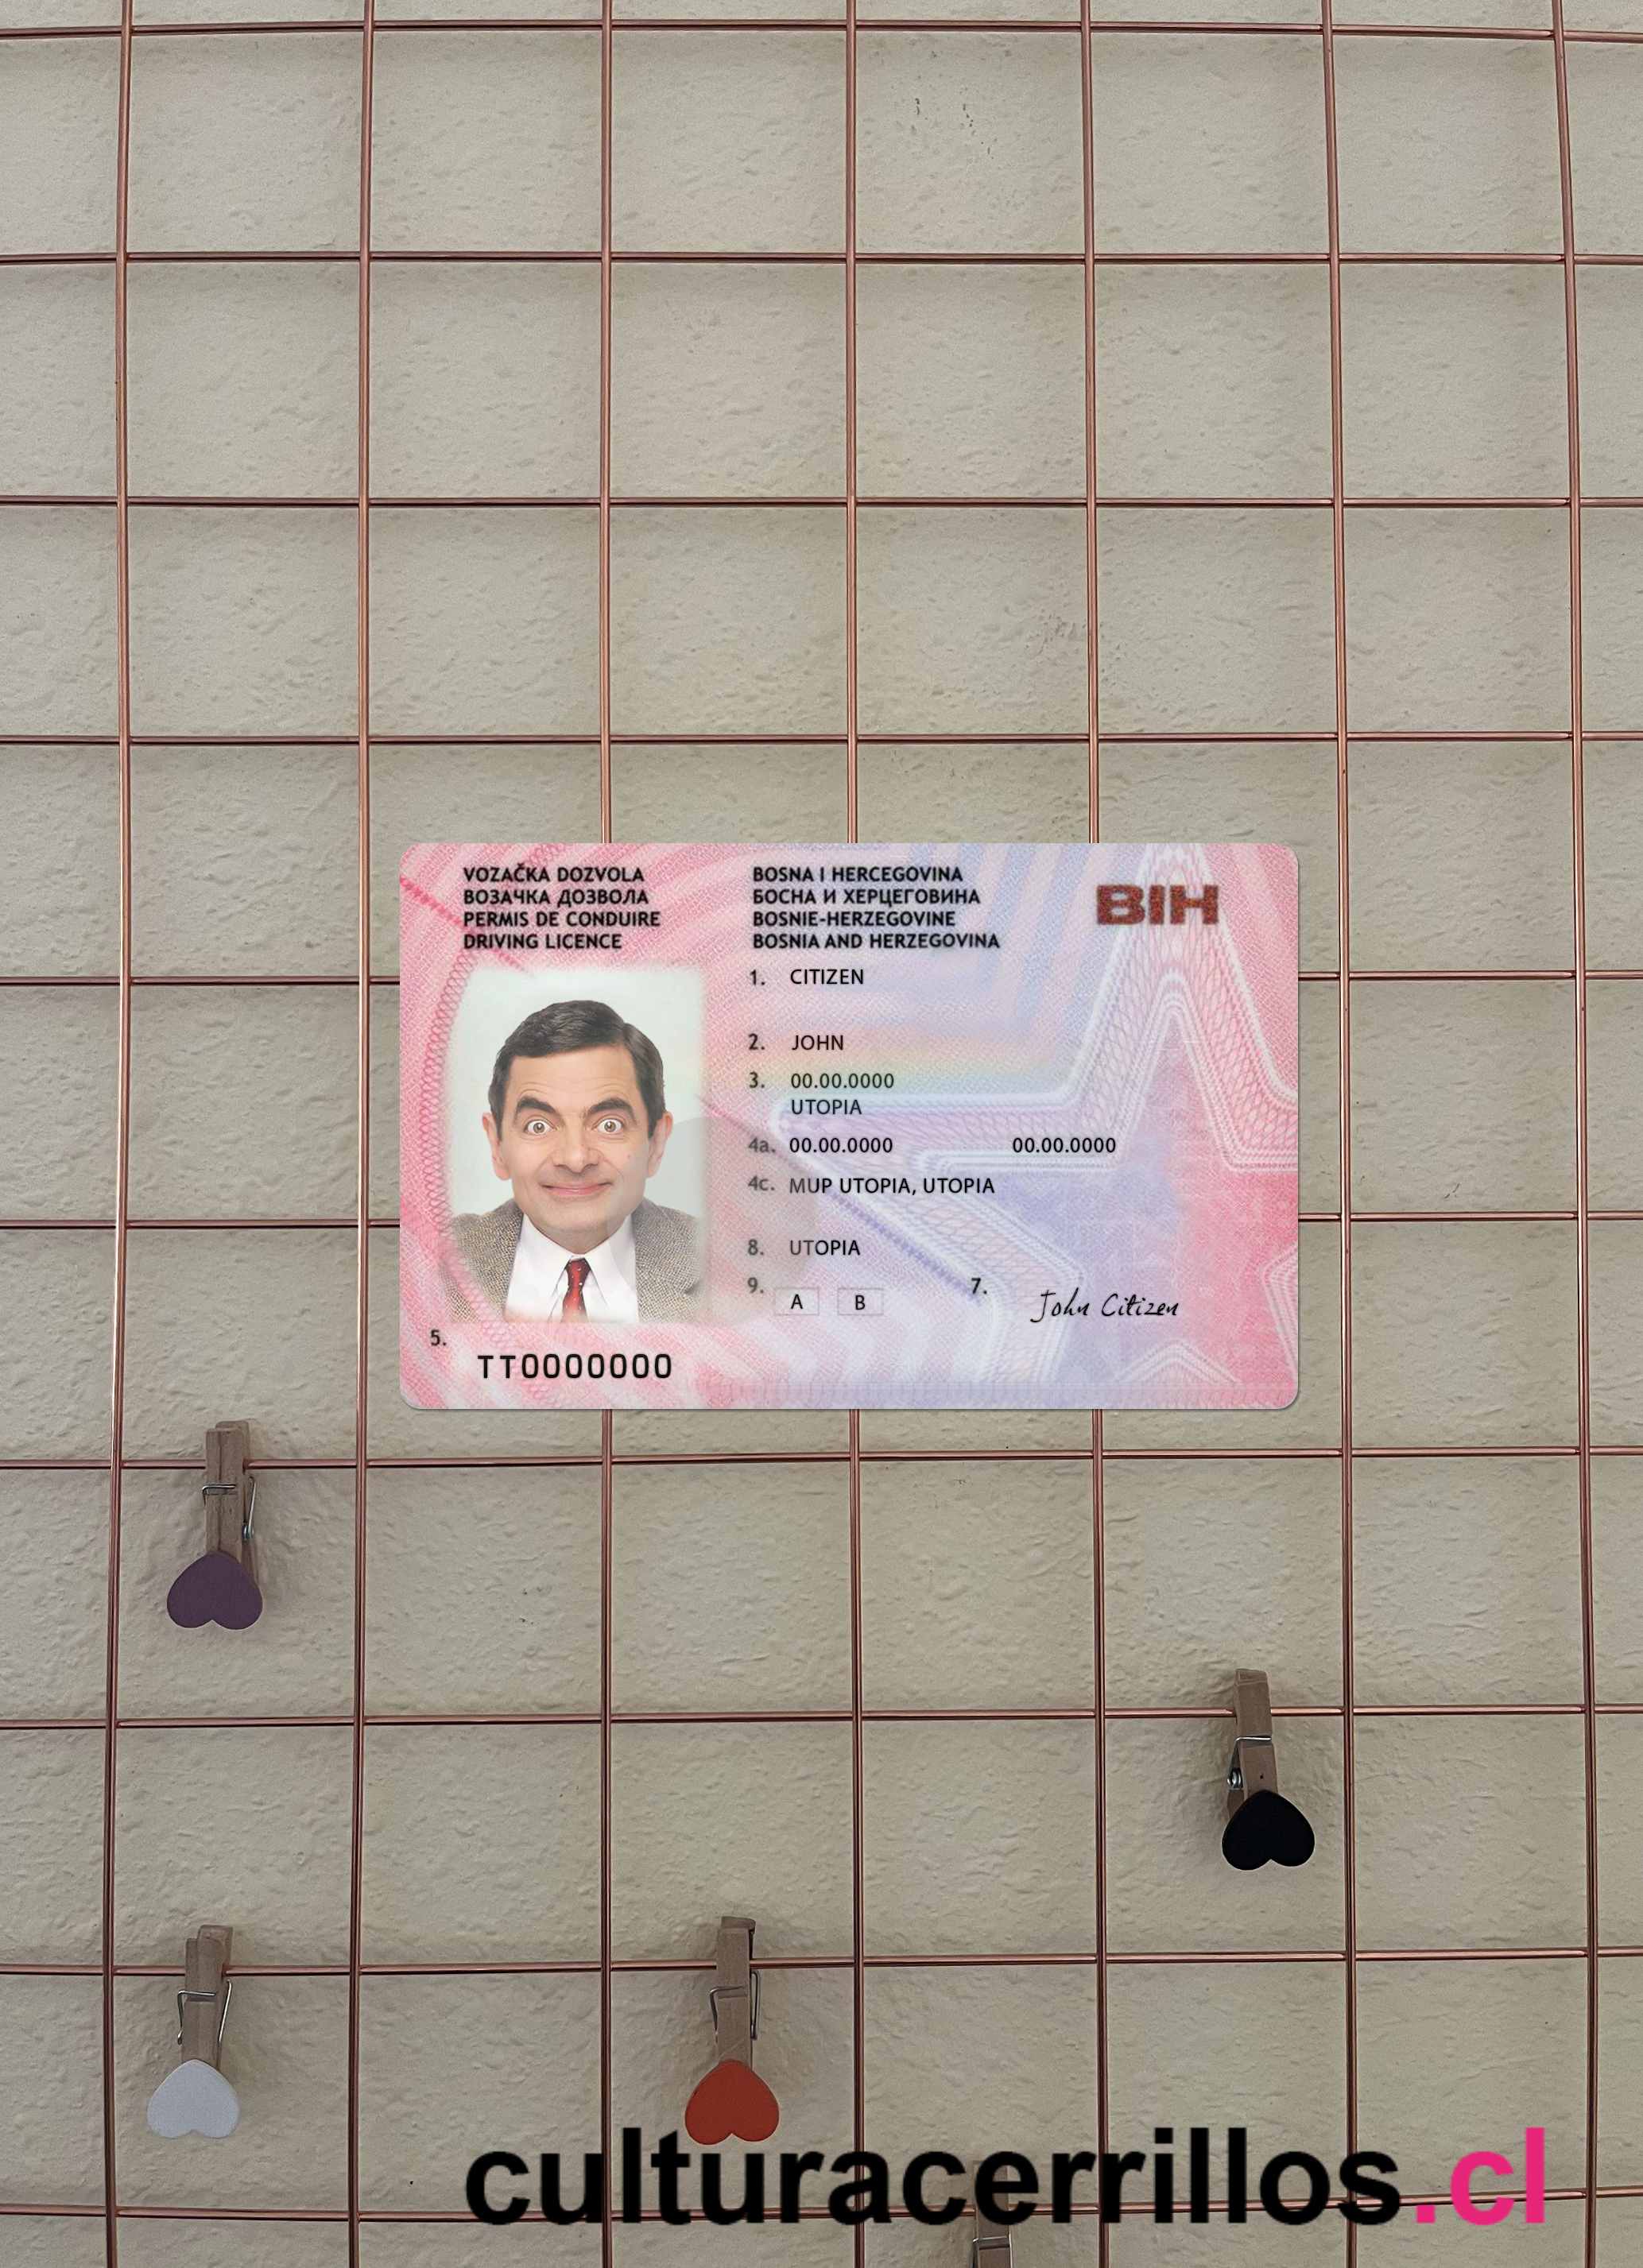 VOZAČKA DOZVOLA
ВОЗАЧКА ДОЗВОЛА
PERMIS DE CONDUIRE
DRIVING LICENCE
BOSNA I HERCEGOVINA
БОСНА И ХЕРЦЕГОВИНА
BOSNIE-HERZEGOVINE
BOSNIA AND HERZEGOVINA
BIH
1. CITIZEN
2. JOHN
3. 00.00.0000
UTOPIA
4a. 00.00.0000 00.00.0000
4c. MUP UTOPIA, UTOPIA
8. UTOPIA
9. A B
7. John Citizen
5.
TT0000000
culturacerrillos.cl